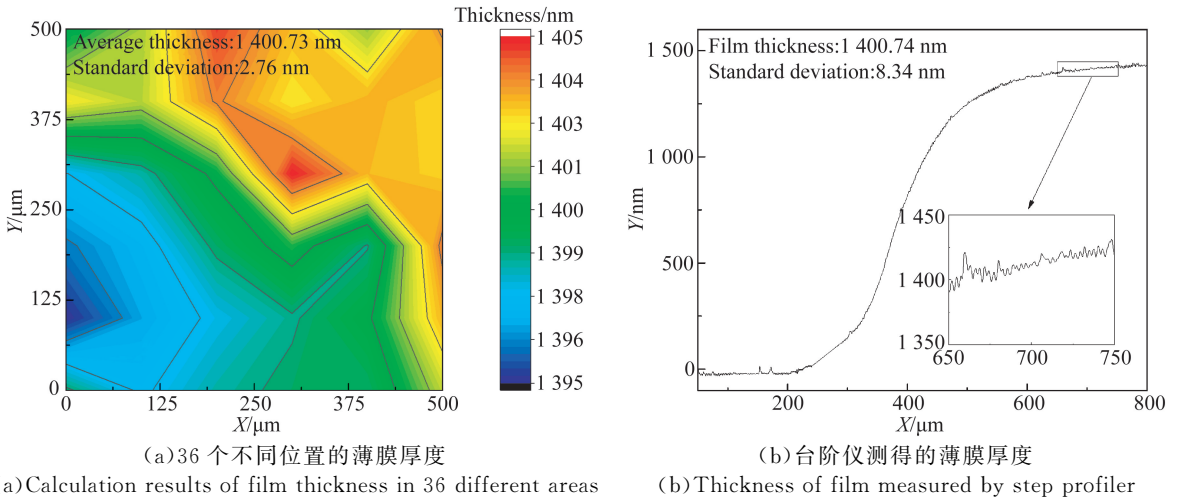 Thickness/nm
500
375
250
125
0
Y/μm
Average thickness:1 400.73 nm
Standard deviation:2.76 nm
0
125
250
375
500
X/μm
1 405
1 404
1 403
1 401
1 400
1 399
1 398
1 396
1 395
(a)36 个不同位置的薄膜厚度
a)Calculation results of film thickness in 36 different areas
1 500
1 000
500
0
Y/nm
Film thickness:1 400.74 nm
Standard deviation:8.34 nm
1 450
1 400
1 350
650
700
750
200
400
600
800
X/μm
(b)台阶仪测得的薄膜厚度
(b)Thickness of film measured by step profiler